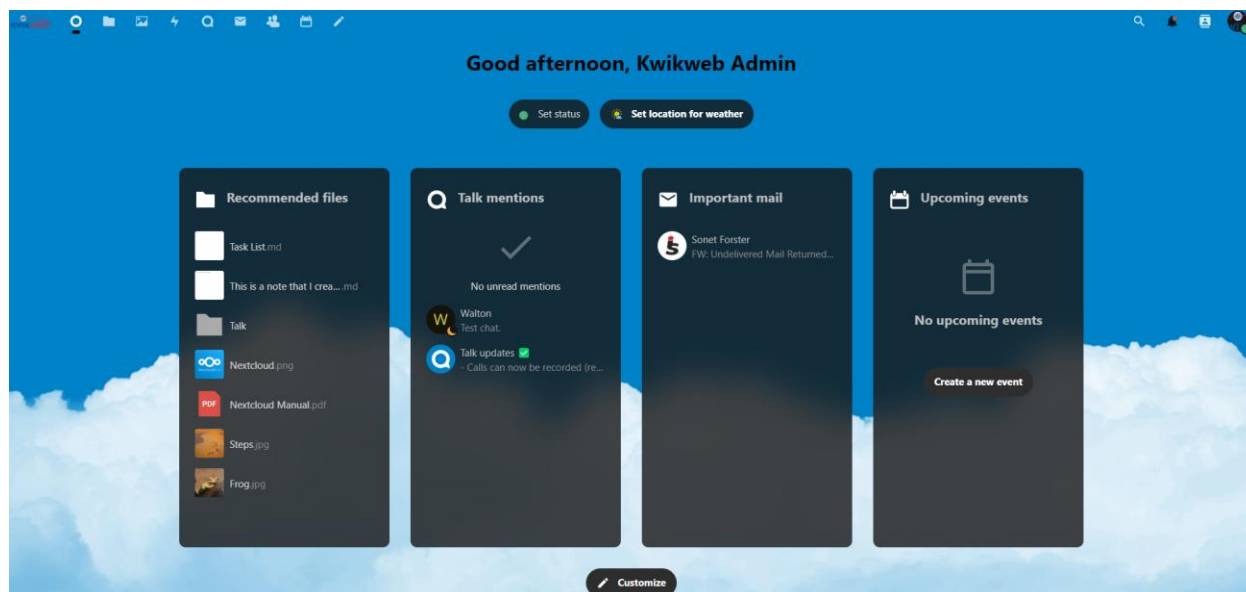 Good afternoon, Kwikweb Admin
Set status
Set location for weather
Recommended files
Task List.md
This is a note that I crea... .md
Talk
Nextcloud.png
PDF
Nextcloud Manual.pdf
Steps.jpg
Frog.jpg
Talk mentions
No unread mentions
W
Walton
Test chat.
Talk updates ✅
- Calls can now be recorded (re...
Important mail
Sonet Forster
FW: Undelivered Mail Returned...
Upcoming events
No upcoming events
Create a new event
Customize